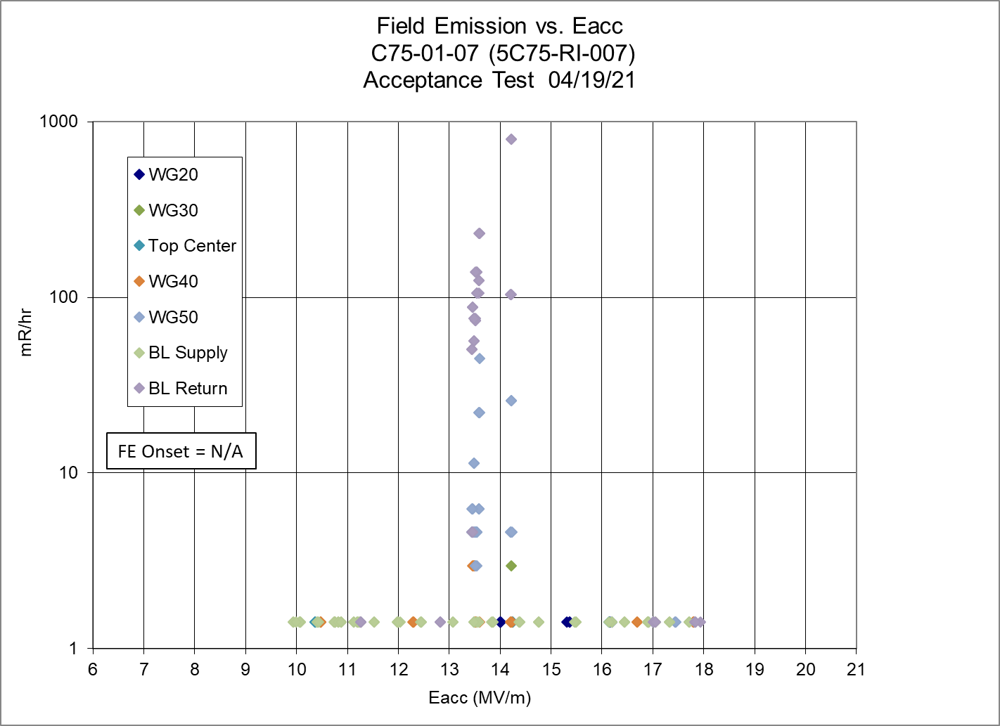 Field Emission vs. Eacc
C75-01-07 (5C75-RI-007)
Acceptance Test 04/19/21
1000
100
10
1
mR/hr
WG20
WG30
Top Center
WG40
WG50
BL Supply
BL Return
FE Onset = N/A
6 7 8 9 10 11 12 13 14 15 16 17 18 19 20 21
Eacc (MV/m)